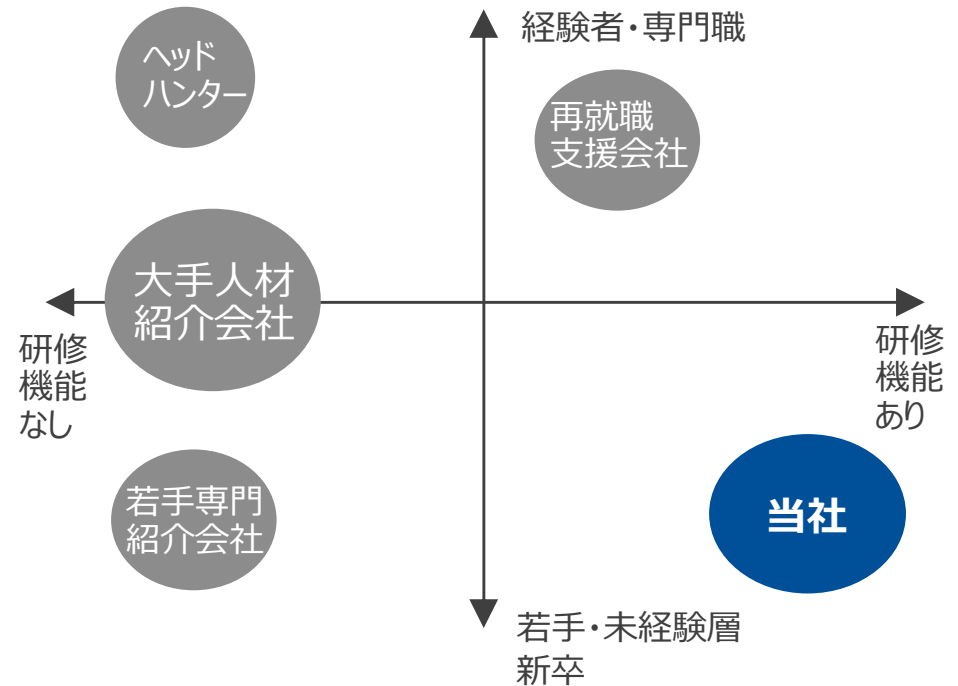 経験者・専門職
ヘッド
ハンター
再就職
支援会社
大手人材
紹介会社
研修
機能
なし
研修
機能
あり
若手専門
紹介会社
当社
若手・未経験層
新卒